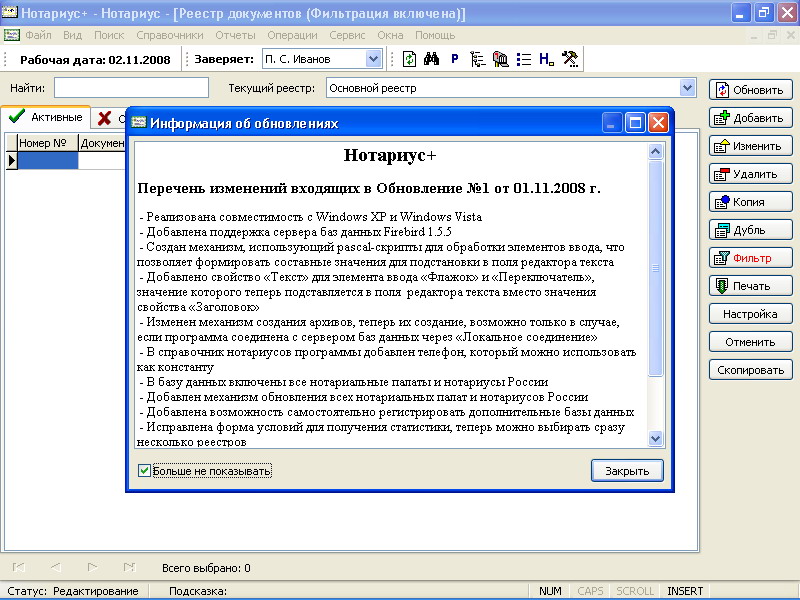 Нотариус+ - Нотариус - [Реестр документов (Фильтрация включена)]
Файл Вид Поиск Справочники Отчеты Операции Сервис Окна Помощь
Рабочая дата: 02.11.2008 Заверяет: П. С. Иванов
Найти: Текущий реестр: Основной реестр
Активные
Номер № Докумен
Информация об обновлениях
Нотариус+
Перечень изменений входящих в Обновление №1 от 01.11.2008 г.
- Реализована совместимость с Windows XP и Windows Vista
- Добавлена поддержка сервера баз данных Firebird 1.5.5
- Создан механизм, использующий pascal-скрипты для обработки элементов ввода, что
позволяет формировать составные значения для подстановки в поля редактора текста
- Добавлено свойство «Текст» для элемента ввода «Флажок» и «Переключатель»,
значение которого теперь подставляется в поля редактора текста вместо значения
свойства «Заголовок»
- Изменен механизм создания архивов, теперь их создание, возможно только в случае,
если программа соединена с сервером баз данных через «Локальное соединение»
- В справочник нотариусов программы добавлен телефон, который можно использовать
как константу
- В базу данных включены все нотариальные палаты и нотариусы России
- Добавлен механизм обновления всех нотариальных палат и нотариусов России
- Добавлена возможность самостоятельно регистрировать дополнительные базы данных
- Исправлена форма условий для получения статистики, теперь можно выбирать сразу
несколько реестров
Больше не показывать
Закрыть
Обновить
Добавить
Изменить
Удалить
Копия
Дубль
Фильтр
Печать
Настройка
Отменить
Скопировать
Всего выбрано: 0
Статус: Редактирование Подсказка: NUM CAPS SCROLL INSERT